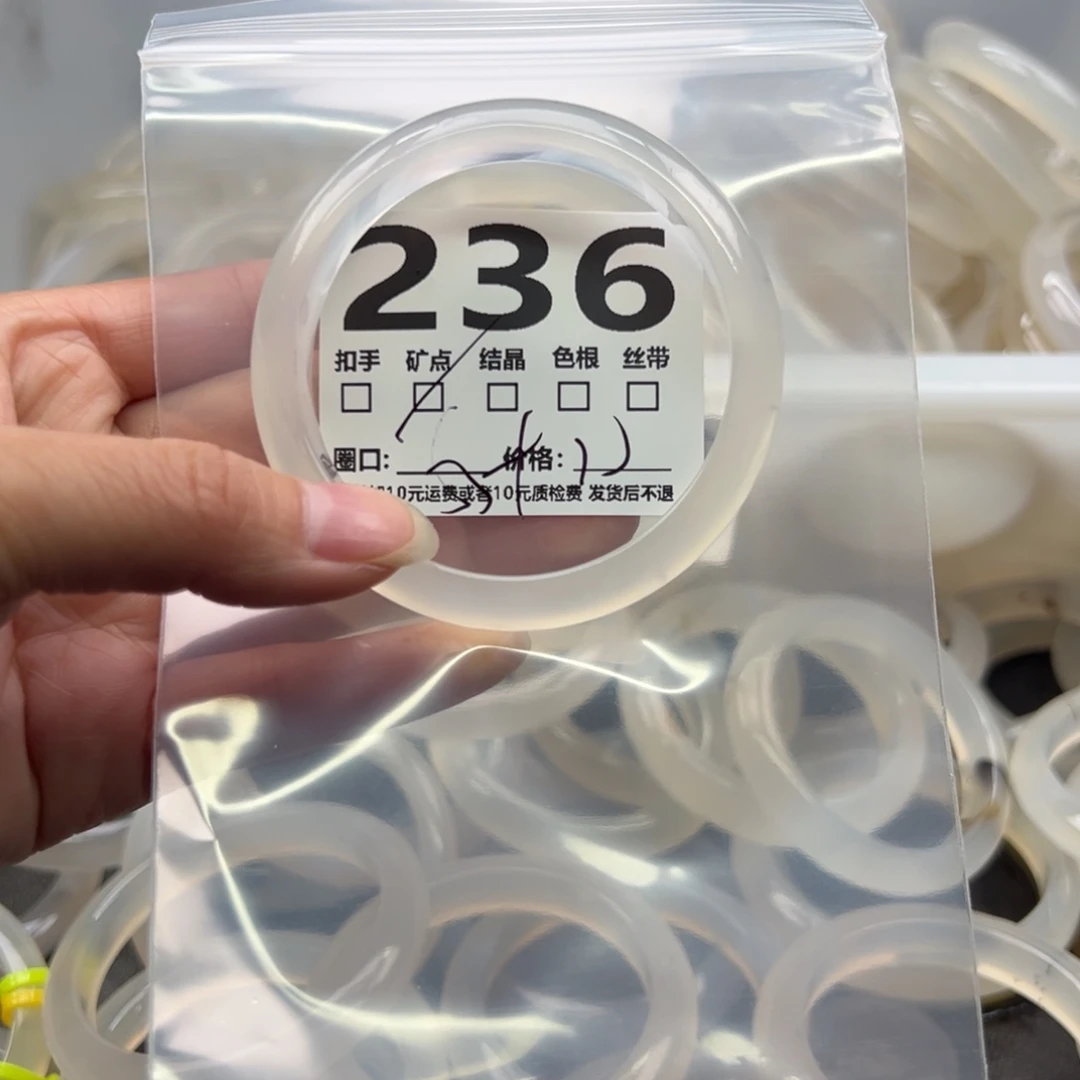 236
扣手 矿点 结晶 色根 丝带
圈口: 价格:
10元运费或者10元质检费 发货后不退